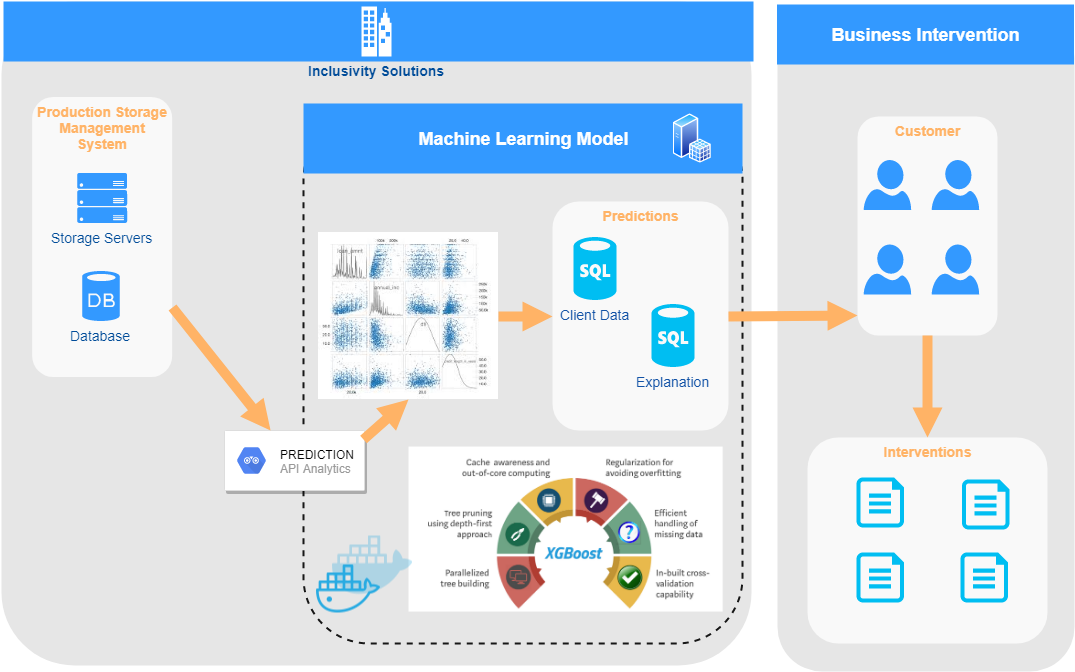 Inclusivity Solutions
Business Intervention
Production Storage
Management
System
Storage Servers
DB
Database
Machine Learning Model
PREDICTION
API Analytics
Predictions
SQL
Client Data
SQL
Explanation
Cache awareness and
out-of-core computing
Regularization for
avoiding overfitting
Tree pruning
using depth-first
approach
Efficient
handling of
missing data
?
XGBoost
Parallelized
tree building
In-built cross-
validation
capability
Customer
Interventions